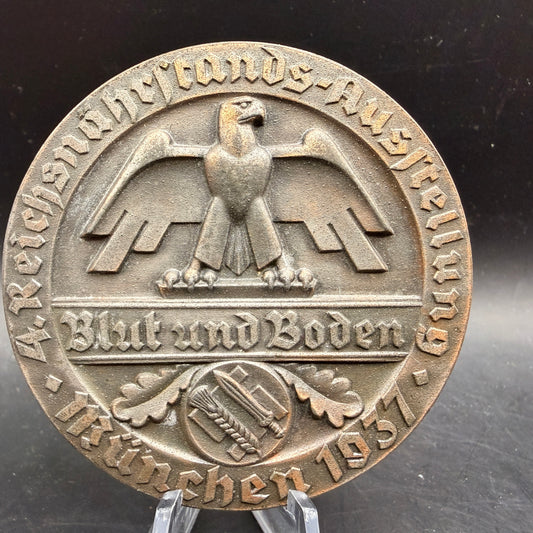 4. Reichsnährstands-Ausstellung
Blut und Boden
· München 1937 ·